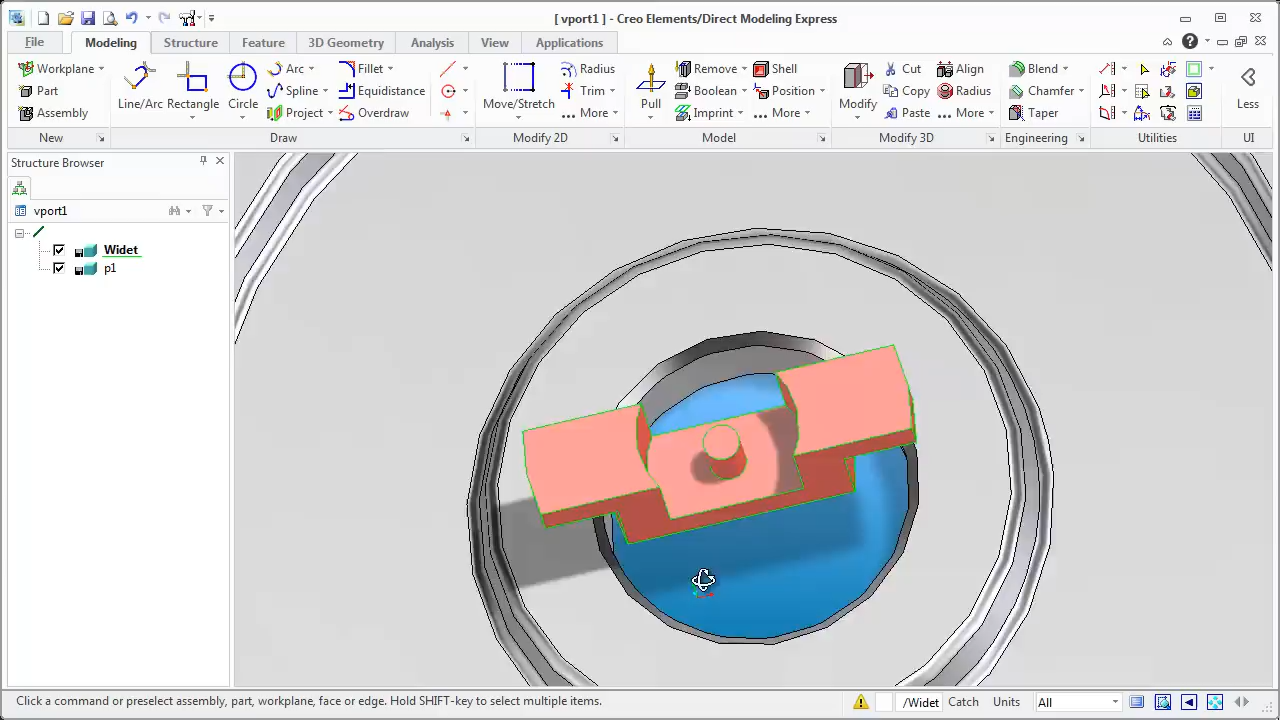 [ vport1 ] - Creo Elements/Direct Modeling Express
File Modeling Structure Feature 3D Geometry Analysis View Applications
Workplane Line/Arc Rectangle Circle Arc Fillet Move/Stretch Radius Pull Remove Shell Modify Cut Align Blend Less
Part Spline Equidistance Trim Boolean Position Copy Radius Chamfer
Assembly Project Overdraw More Imprint More Paste More Taper
New Draw Modify 2D Model Modify 3D Engineering Utilities UI
Structure Browser
vport1
Widet
p1
Click a command or preselect assembly, part, workplane, face or edge. Hold SHIFT-key to select multiple items. /Widet Catch Units All